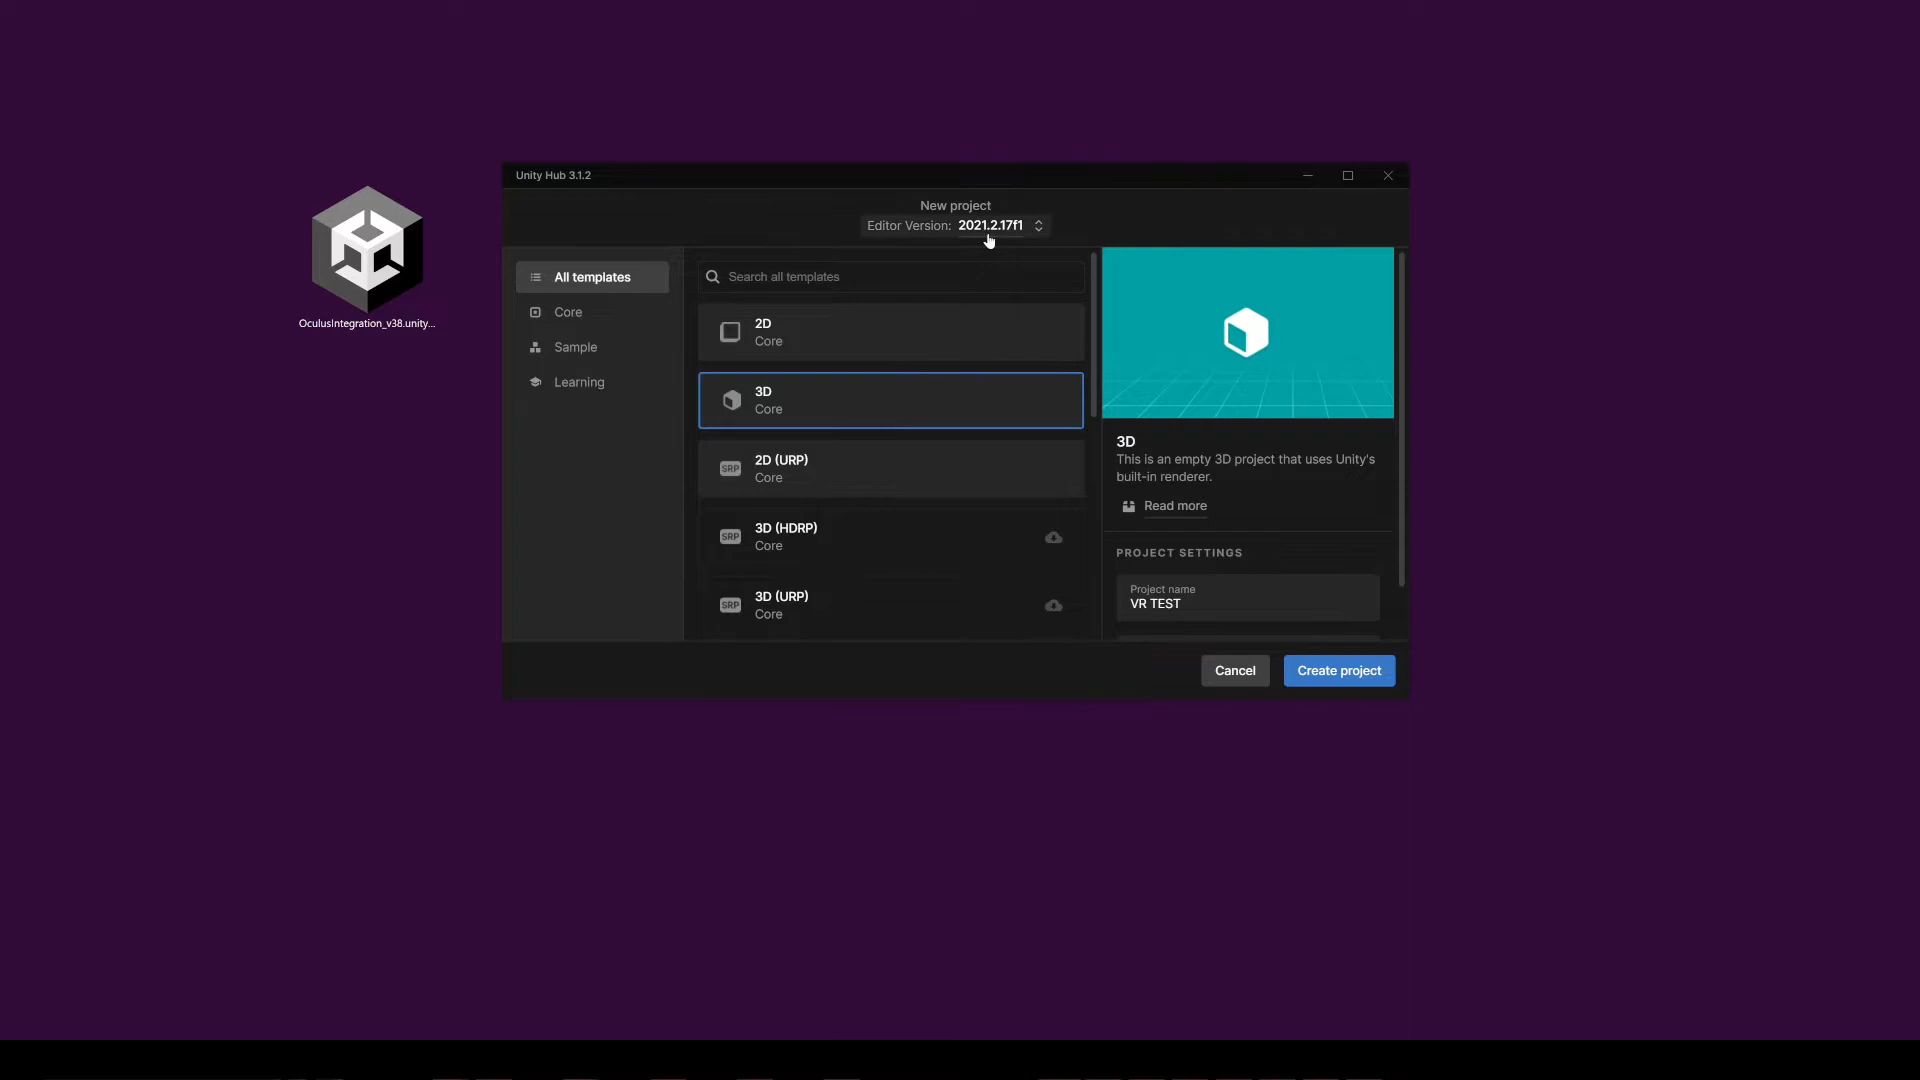 Unity Hub 3.1.2
New project
Editor Version: 2021.2.17f1
OculusIntegration_v38.unity...
All templates
Core
Sample
Learning
Search all templates
2D
Core
3D
Core
SRP
2D (URP)
Core
SRP
3D (HDRP)
Core
SRP
3D (URP)
Core
3D
This is an empty 3D project that uses Unity's
built-in renderer.
Read more
PROJECT SETTINGS
Project name
VR TEST
Cancel
Create project